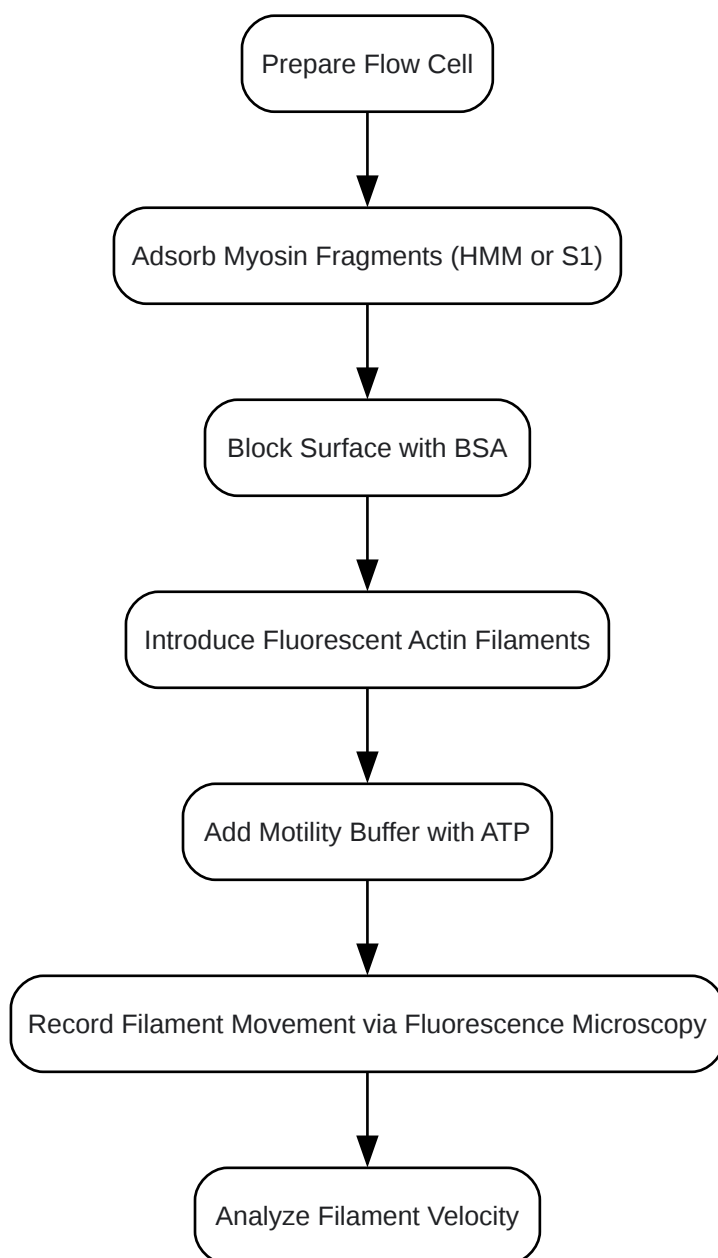 Prepare Flow Cell
Adsorb Myosin Fragments (HMM or S1)
Block Surface with BSA
Introduce Fluorescent Actin Filaments
Add Motility Buffer with ATP
Record Filament Movement via Fluorescence Microscopy
Analyze Filament Velocity